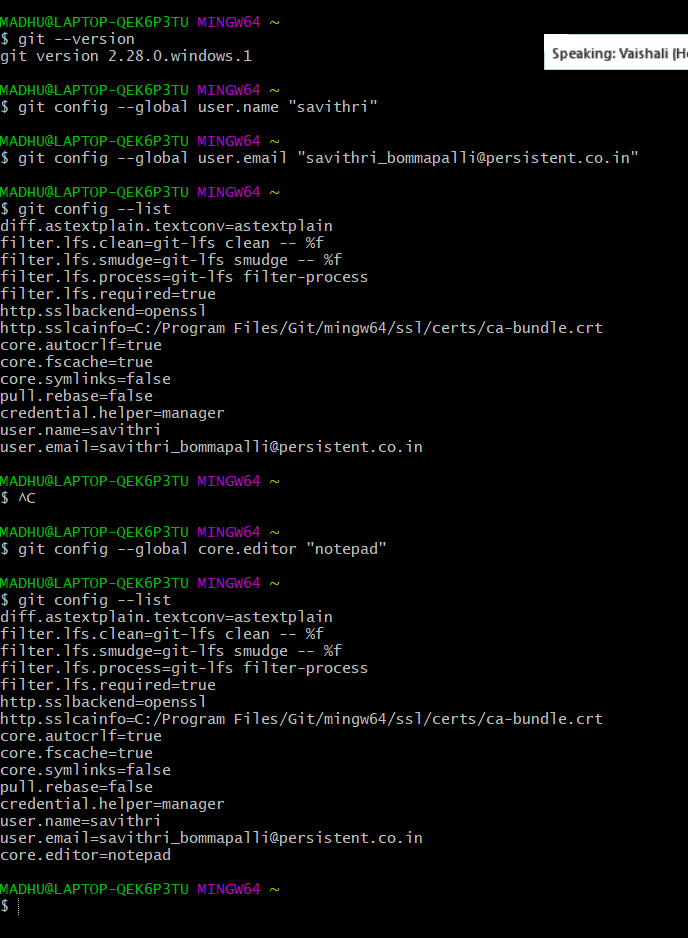 MADHU@LAPTOP-QEK6P3TU MINGW64 ~
$ git --version
git version 2.28.0.windows.1
Speaking: Vaishali (H
MADHU@LAPTOP-QEK6P3TU MINGW64 ~
$ git config --global user.name "savithri"
MADHU@LAPTOP-QEK6P3TU MINGW64 ~
$ git config --global user.email "savithri_bommapalli@persistent.co.in"
MADHU@LAPTOP-QEK6P3TU MINGW64 ~
$ git config --list
diff.astextplain.textconv=astextplain
filter.lfs.clean=git-lfs clean -- %f
filter.lfs.smudge=git-lfs smudge -- %f
filter.lfs.process=git-lfs filter-process
filter.lfs.required=true
http.sslbackend=openssl
http.sslcainfo=C:/Program Files/Git/mingw64/ssl/certs/ca-bundle.crt
core.autocrlf=true
core.fscache=true
core.symlinks=false
pull.rebase=false
credential.helper=manager
user.name=savithri
user.email=savithri_bommapalli@persistent.co.in
MADHU@LAPTOP-QEK6P3TU MINGW64 ~
$ ^C
MADHU@LAPTOP-QEK6P3TU MINGW64 ~
$ git config --global core.editor "notepad"
MADHU@LAPTOP-QEK6P3TU MINGW64 ~
$ git config --list
diff.astextplain.textconv=astextplain
filter.lfs.clean=git-lfs clean -- %f
filter.lfs.smudge=git-lfs smudge -- %f
filter.lfs.process=git-lfs filter-process
filter.lfs.required=true
http.sslbackend=openssl
http.sslcainfo=C:/Program Files/Git/mingw64/ssl/certs/ca-bundle.crt
core.autocrlf=true
core.fscache=true
core.symlinks=false
pull.rebase=false
credential.helper=manager
user.name=savithri
user.email=savithri_bommapalli@persistent.co.in
core.editor=notepad
MADHU@LAPTOP-QEK6P3TU MINGW64 ~
$